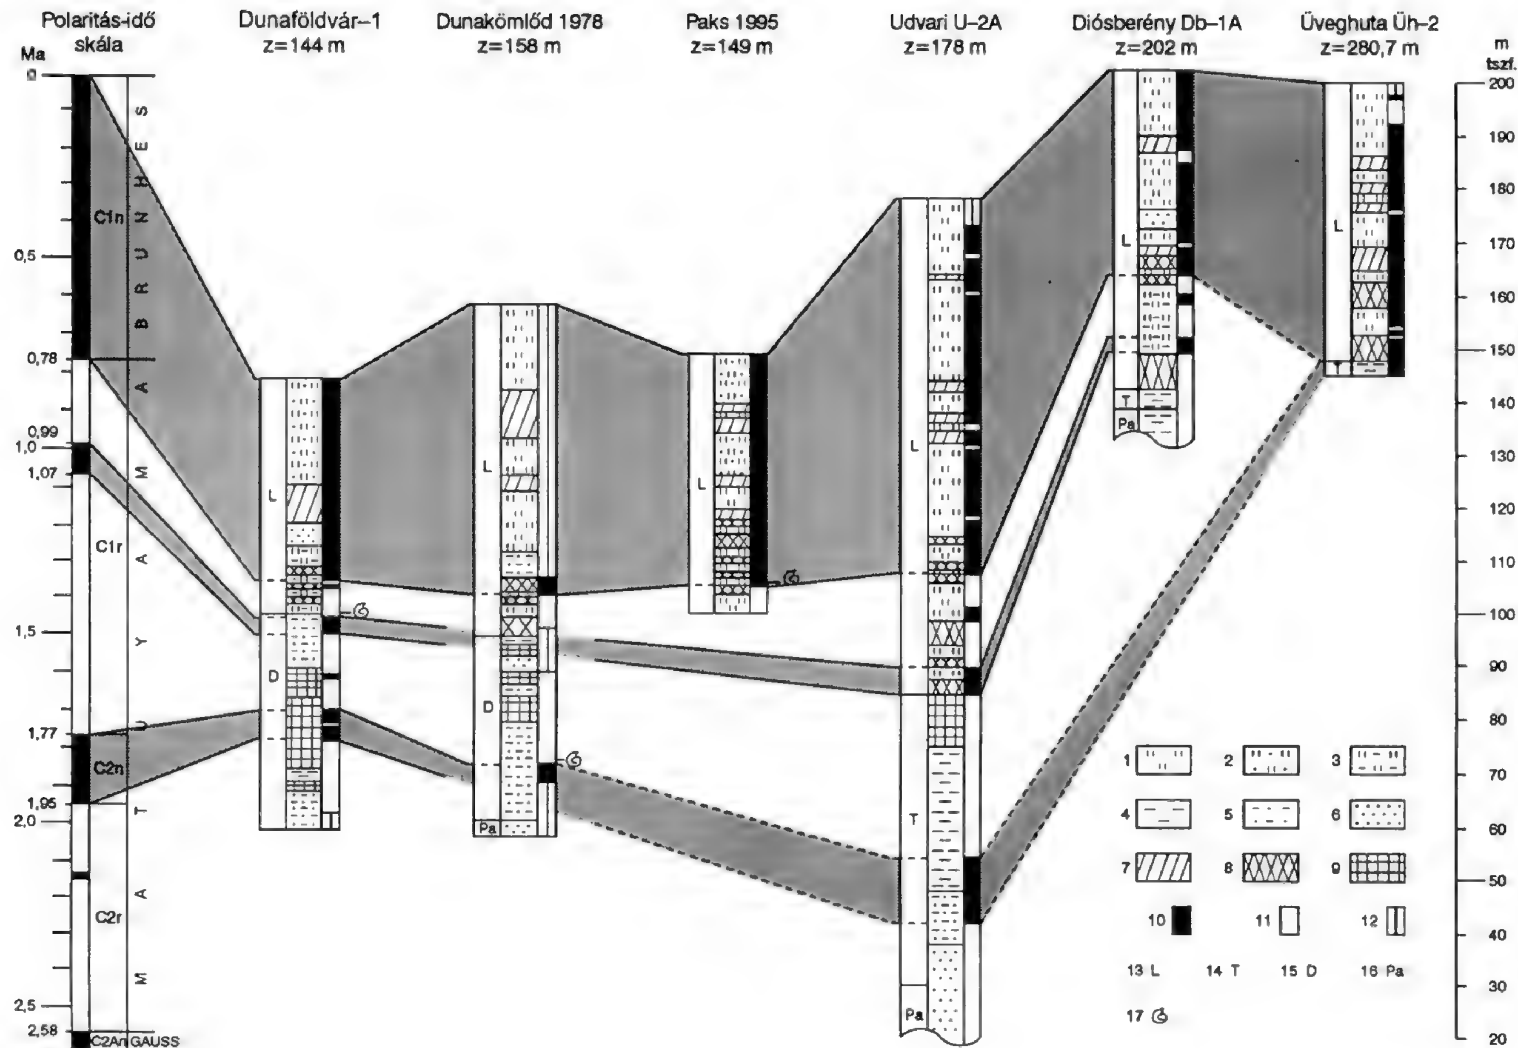 Polaritás-idő
skála
Ma
Dunaföldvár–1
z=144 m
Dunakömlőd 1978
z=158 m
Paks 1995
z=149 m
Udvari U–2A
z=178 m
Diósberény Db–1A
z=202 m
Üveghuta Üh–2
z=280,7 m
m
tszf.
0
0,5
0,78
0,99
1,0
1,07
1,5
1,77
1,95
2,0
2,5
2,58
C1n
C1r
C2n
C2r
C2An GAUSS
BRUNHES
MATUYAMA
L
D
L
D
Pa
L
L
T
Pa
L
T
Pa
L
T
200
190
180
170
160
150
140
130
120
110
100
90
80
70
60
50
40
30
20
1
2
3
4
5
6
7
8
9
10
11
12
13 L
14 T
15 D
16 Pa
17